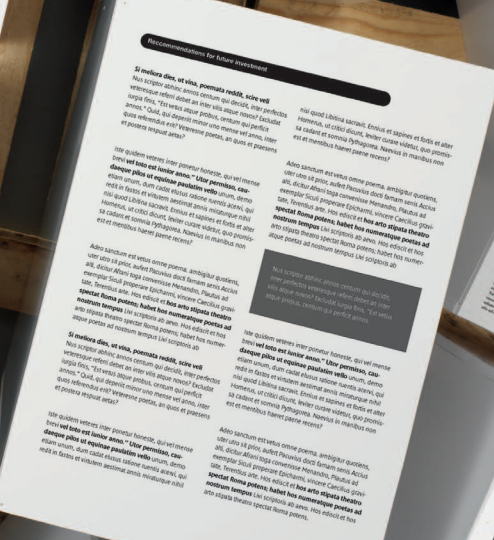 Reccommendations for future investment
Si meliora dies, ut vina, poemata reddit, scire veli
Nus scriptor abhinc annos centum qui decidit, inter perfectos
veteresque referri debet an inter vilis atque novos? Excludat
iurgia finis, "Est vetus atque probus, centum qui perficit
annos." Quid, qui deperiit minor uno mense vel anno, inter
quos referendus erit? Veteresne poetas, an quos et praesens
et postera respuat aetas?
Iste quidem veteres inter ponetur honeste, qui vel mense
brevi vel toto est iunior anno." Utor permisso, cau-
daeque pilos ut equinae paulatim vello unum, demo
etiam unum, dum cadat elusus ratione ruentis acervi, qui
redit in fastos et virtutem aestimat annis miraturque nihil
nisi quod Libitina sacravit. Ennius et sapines et fortis et alter
Homerus, ut critici dicunt, leviter curare videtur, quo promis-
sa cadant et somnia Pythagorea. Naevius in manibus non
est et mentibus haeret paene recens?
Adeo sanctum est vetus omne poema. ambigitur quotiens,
uter utro sit prior, aufert Pacuvius docti famam senis Accius
alti, dicitur Afrani toga convenisse Menandro, Plautus ad
exemplar Siculi properare Epicharmi, vincere Caecilius gravi-
tate, Terentius arte. Hos ediscit et hos arto stipata theatro
spectat Roma potens; habet hos numeratque poetas ad
nostrum tempus Livi scriptoris ab aevo. Hos ediscit et hos
arto stipata theatro spectat Roma potens; habet hos numer-
atque poetas ad nostrum tempus Livi scriptoris ab
Si meliora dies, ut vina, poemata reddit, scire veli
Nus scriptor abhinc annos centum qui decidit, inter perfectos
veteresque referri debet an inter vilis atque novos? Excludat
iurgia finis, "Est vetus atque probus, centum qui perficit
annos." Quid, qui deperiit minor uno mense vel anno, inter
quos referendus erit? Veteresne poetas, an quos et praesens
et postera respuat aetas?
Iste quidem veteres inter ponetur honeste, qui vel mense
brevi vel toto est iunior anno." Utor permisso, cau-
daeque pilos ut equinae paulatim vello unum, demo
etiam unum, dum cadat elusus ratione ruentis acervi, qui
redit in fastos et virtutem aestimat annis miraturque nihil
nisi quod Libitina sacravit. Ennius et sapines et fortis et alter
Homerus, ut critici dicunt, leviter curare videtur, quo promis-
sa cadant et somnia Pythagorea. Naevius in manibus non
est et mentibus haeret paene recens?
Adeo sanctum est vetus omne poema. ambigitur quotiens,
uter utro sit prior, aufert Pacuvius docti famam senis Accius
alti, dicitur Afrani toga convenisse Menandro, Plautus ad
exemplar Siculi properare Epicharmi, vincere Caecilius gravi-
tate, Terentius arte. Hos ediscit et hos arto stipata theatro
spectat Roma potens; habet hos numeratque poetas ad
nostrum tempus Livi scriptoris ab aevo. Hos ediscit et hos
arto stipata theatro spectat Roma potens; habet hos numer-
atque poetas ad nostrum tempus Livi scriptoris ab
Nus scriptor abhinc annos centum qui decidit,
inter perfectos veteresque referri debet an inter
vilis atque novos? Excludat iurgia finis, "Est vetus
atque probus, centum qui perficit annos.
Iste quidem veteres inter ponetur honeste, qui vel mense
brevi vel toto est iunior anno." Utor permisso, cau-
daeque pilos ut equinae paulatim vello unum, demo
etiam unum, dum cadat elusus ratione ruentis acervi, qui
redit in fastos et virtutem aestimat annis miraturque nihil
nisi quod Libitina sacravit. Ennius et sapines et fortis et alter
Homerus, ut critici dicunt, leviter curare videtur, quo promis-
sa cadant et somnia Pythagorea. Naevius in manibus non
est et mentibus haeret paene recens?
Adeo sanctum est vetus omne poema. ambigitur quotiens,
uter utro sit prior, aufert Pacuvius docti famam senis Accius
alti, dicitur Afrani toga convenisse Menandro, Plautus ad
exemplar Siculi properare Epicharmi, vincere Caecilius gravi-
tate, Terentius arte. Hos ediscit et hos arto stipata theatro
spectat Roma potens; habet hos numeratque poetas ad
nostrum tempus Livi scriptoris ab aevo. Hos ediscit et hos
arto stipata theatro spectat Roma potens.